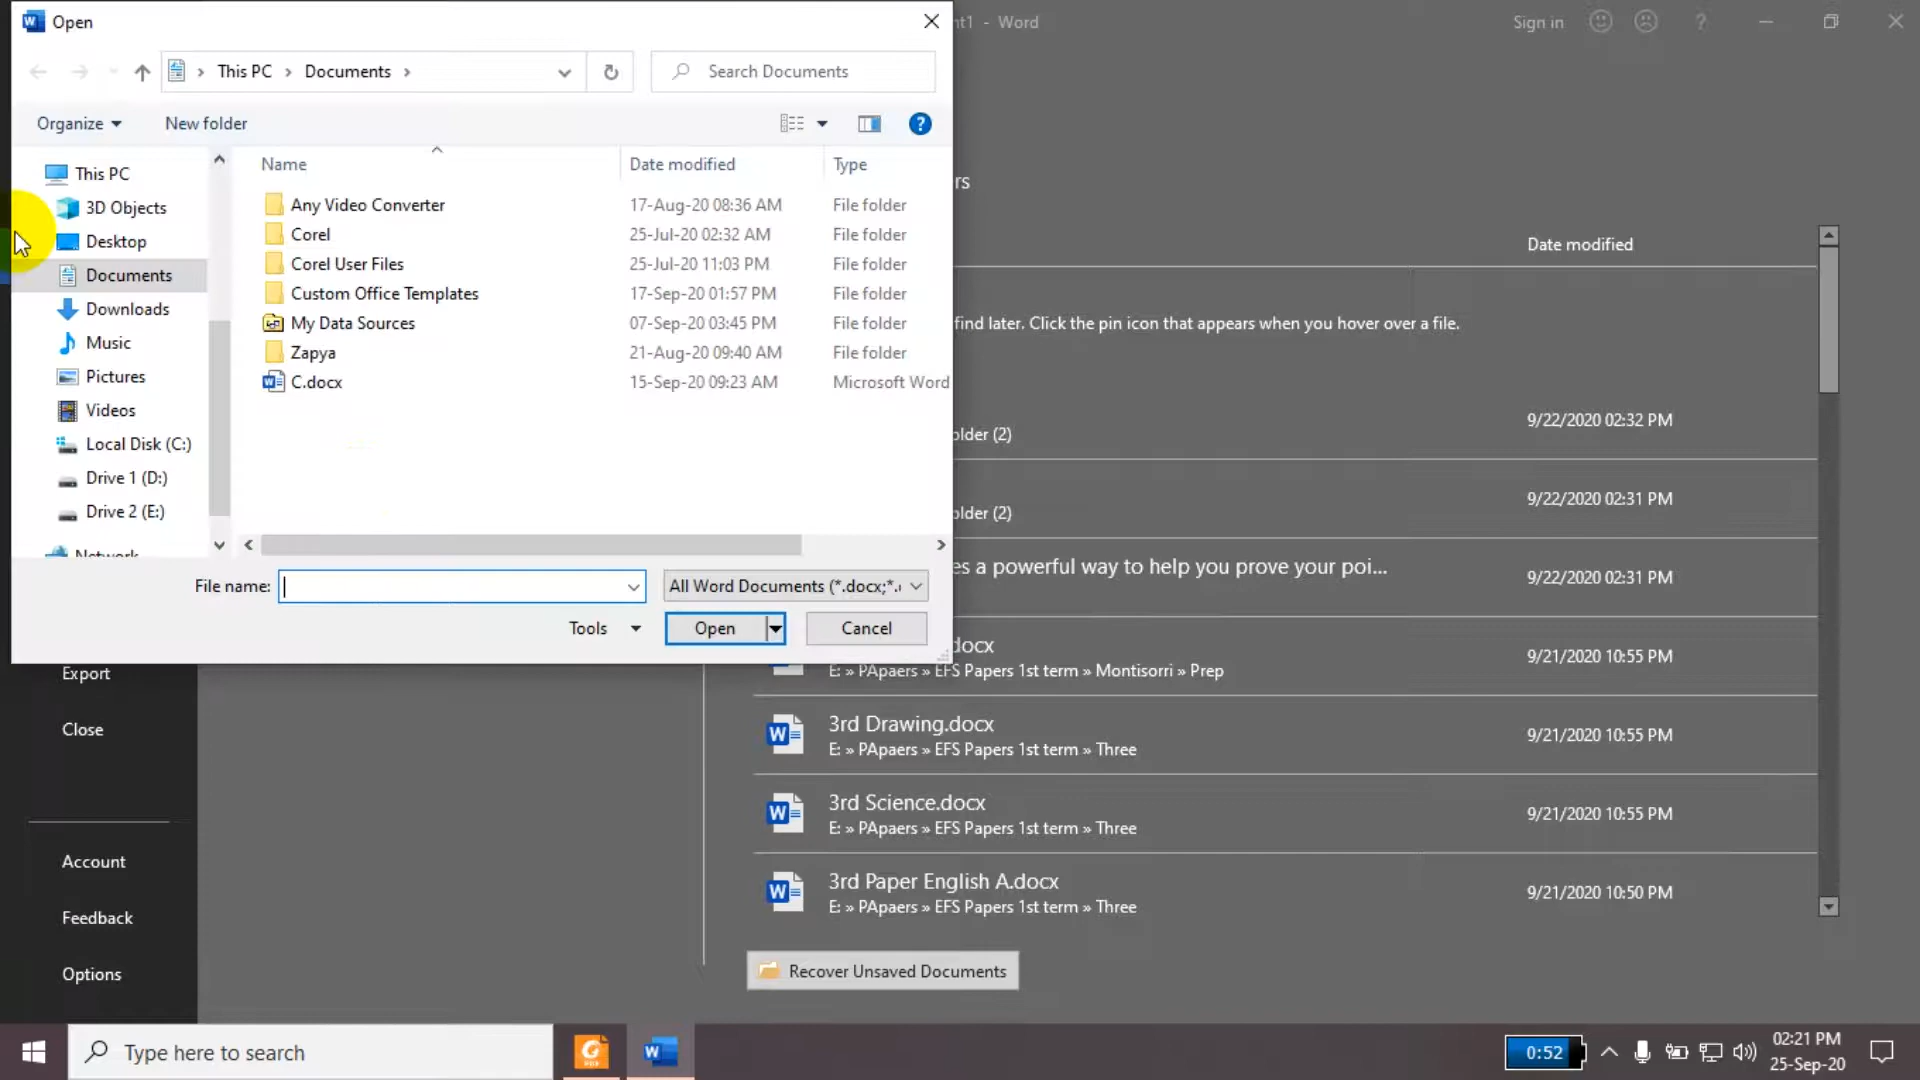 Open
nt1 - Word
Sign in
This PC
Documents
Search Documents
Organize
New folder
This PC
3D Objects
Desktop
Documents
Downloads
Music
Pictures
Videos
Local Disk (C:)
Drive 1 (D:)
Drive 2 (E:)
Network
Name Date modified Type
Any Video Converter 17-Aug-20 08:36 AM File folder
Corel 25-Jul-20 02:32 AM File folder
Corel User Files 25-Jul-20 11:03 PM File folder
Custom Office Templates 17-Sep-20 01:57 PM File folder
My Data Sources 07-Sep-20 03:45 PM File folder
Zapya 21-Aug-20 09:40 AM File folder
C.docx 15-Sep-20 09:23 AM Microsoft Word
File name:
All Word Documents (*.docx;*.
Tools
Open
Cancel
rs
Date modified
find later. Click the pin icon that appears when you hover over a file.
9/22/2020 02:32 PM
older (2)
9/22/2020 02:31 PM
older (2)
es a powerful way to help you prove your poi...
9/22/2020 02:31 PM
docx
E: » PApaers » EFS Papers 1st term » Montisorri » Prep
9/21/2020 10:55 PM
3rd Drawing.docx
E: » PApaers » EFS Papers 1st term » Three
9/21/2020 10:55 PM
3rd Science.docx
E: » PApaers » EFS Papers 1st term » Three
9/21/2020 10:55 PM
3rd Paper English A.docx
E: » PApaers » EFS Papers 1st term » Three
9/21/2020 10:50 PM
Recover Unsaved Documents
Export
Close
Account
Feedback
Options
Type here to search
0:52
02:21 PM
25-Sep-20